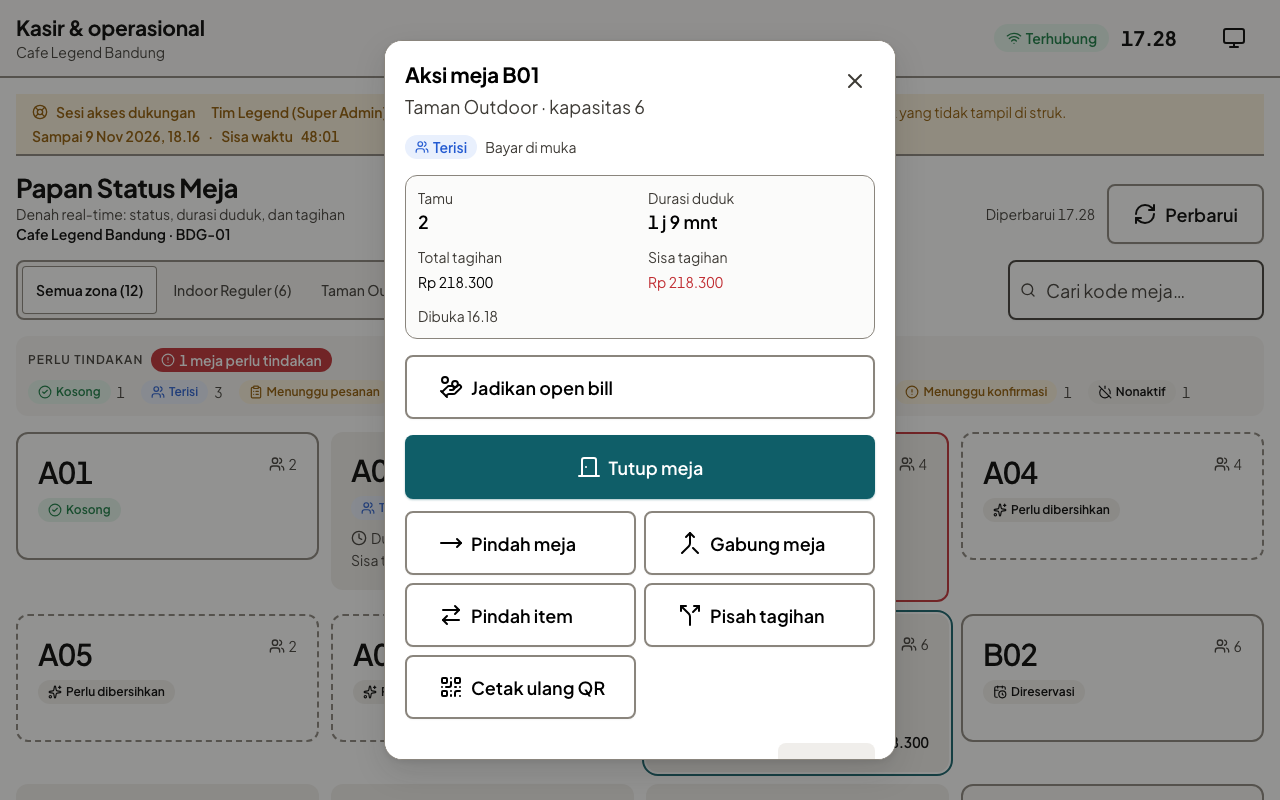 Kasir & operasional
Cafe Legend Bandung
Terhubung
17.28
Sesi akses dukungan Tim Legend (Super Admin)
yang tidak tampil di struk.
Sampai 9 Nov 2026, 18.16 · Sisa waktu 48:01
Papan Status Meja
Denah real-time: status, durasi duduk, dan tagihan
Cafe Legend Bandung · BDG-01
Diperbarui 17.28
Perbarui
Semua zona (12)
Indoor Reguler (6)
Taman
Cari kode meja...
PERLU TINDAKAN
1 meja perlu tindakan
Kosong 1
Terisi 3
Menunggu pesanan
Menunggu konfirmasi 1
Nonaktif 1
A01
2
Kosong
4
A04
4
Perlu dibersihkan
Sisa
A05
2
Perlu dibersihkan
6
.300
B02
6
Direservasi
Aksi meja B01
Taman Outdoor · kapasitas 6
Terisi
Bayar di muka
Tamu
2
Durasi duduk
1 j 9 mnt
Total tagihan
Rp 218.300
Sisa tagihan
Rp 218.300
Dibuka 16.18
Jadikan open bill
Tutup meja
Pindah meja
Gabung meja
Pindah item
Pisah tagihan
Cetak ulang QR